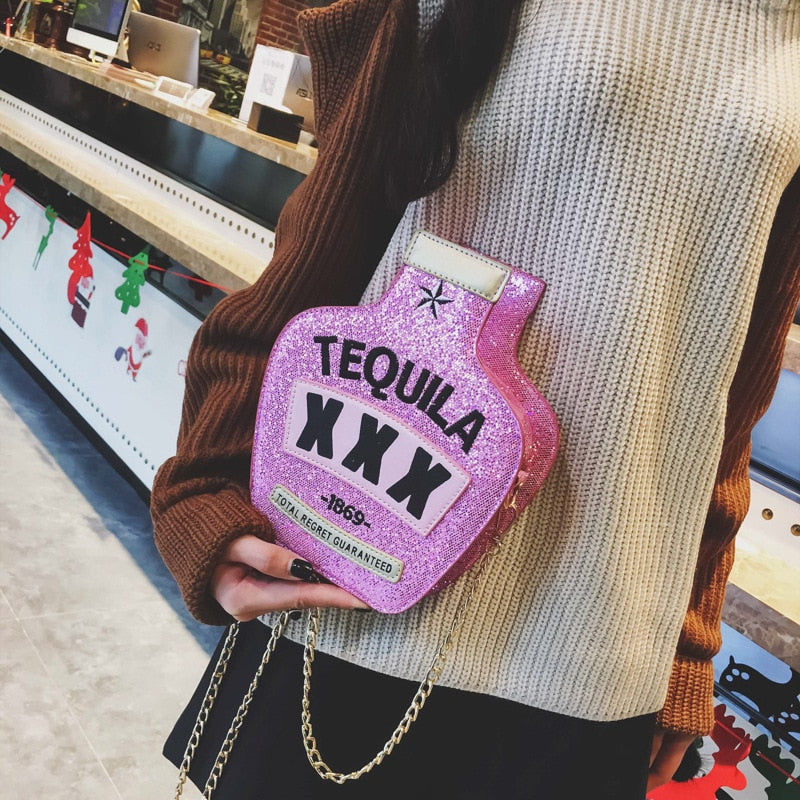 TEQUILA
XXX
-1869-
TOTAL REGRET GUARANTEED